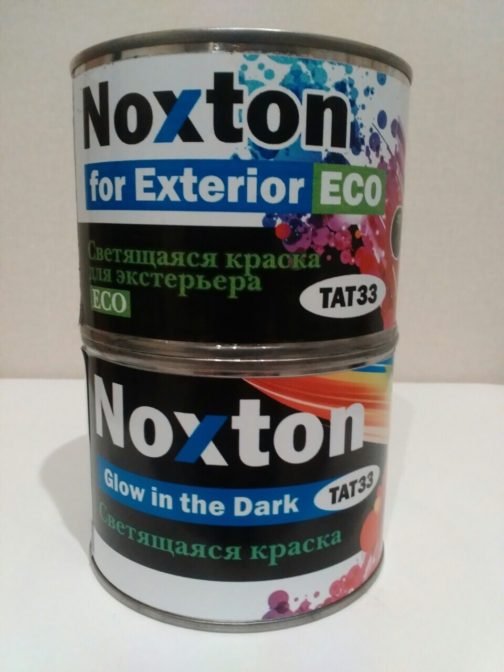 Noxton
for Exterior ECO
Светящаяся краска
для экстерьера
ECO
TAT33
Noxton
Glow in the Dark
TAT33
Светящаяся краска